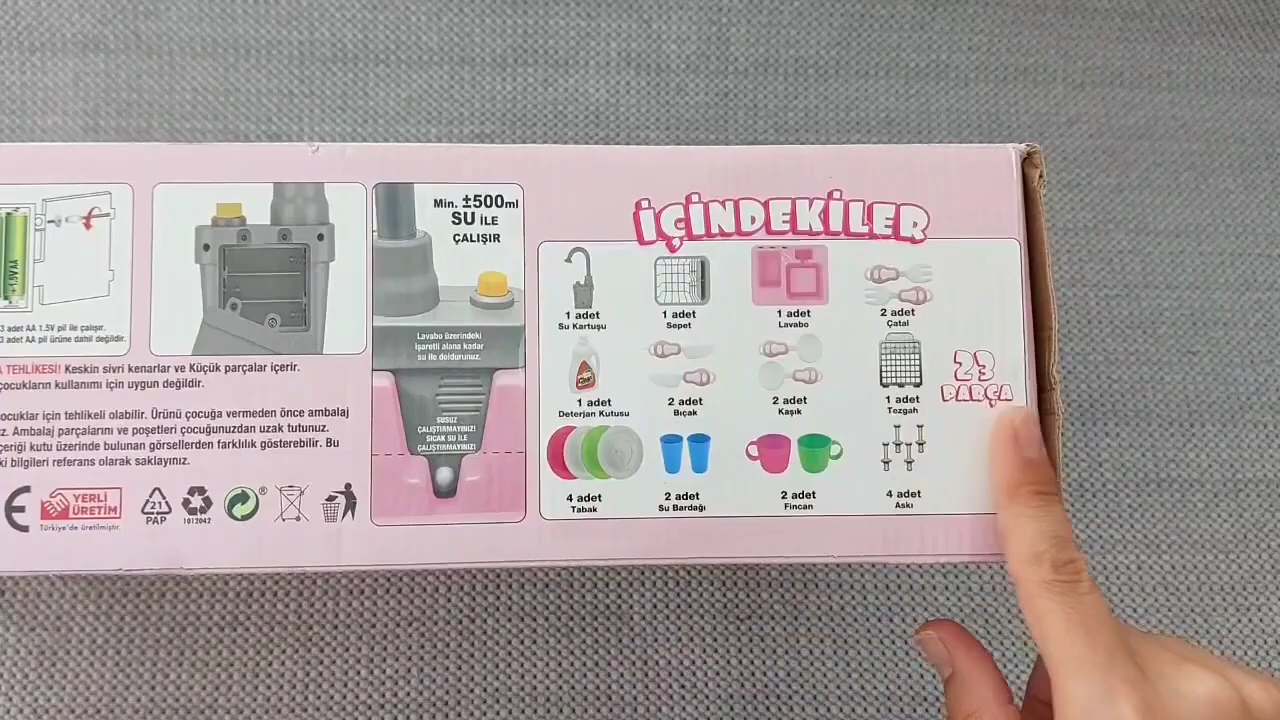 + 1.5V AA
3 adet AA 1.5V pil ile çalışır.
3 adet AA pil ürüne dahil değildir.
TEHLİKESİ! Keskin sivri kenarlar ve Küçük parçalar içerir.
çocukların kullanımı için uygun değildir.
ocuklar için tehlikeli olabilir. Ürünü çocuğa vermeden önce ambalaj
z. Ambalaj parçalarını ve poşetleri çocuğunuzdan uzak tutunuz.
çeriği kutu üzerinde bulunan görsellerden farklılık gösterebilir. Bu
ki bilgileri referans olarak saklayınız.
CE
YERLİ
ÜRETİM
Türkiye'de üretilmiştir.
21
PAP
1012042
®
Min. ±500ml
SU İLE
ÇALIŞIR
Lavabo üzerindeki
işaretli alana kadar
su ile doldurunuz.
SUSUZ
ÇALIŞTIRMAYINIZ!
SICAK SU İLE
ÇALIŞTIRMAYINIZ!
İÇİNDEKİLER
1 adet
Su Kartuşu
1 adet
Sepet
1 adet
Lavabo
2 adet
Çatal
1 adet
Deterjan Kutusu
2 adet
Bıçak
2 adet
Kaşık
1 adet
Tezgah
4 adet
Tabak
2 adet
Su Bardağı
2 adet
Fincan
4 adet
Askı
23
PARÇA